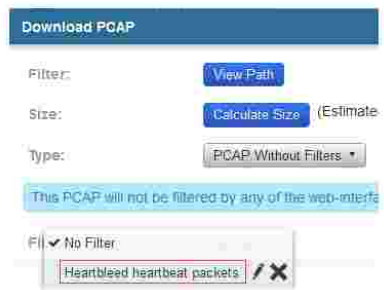 Download PCAP
Filter: View Path
Size: Calculate Size (Estimate
Type: PCAP Without Filters
This PCAP will not be filtered by any of the web-interfa
Fil
No Filter
Heartbleed heartbeat packets